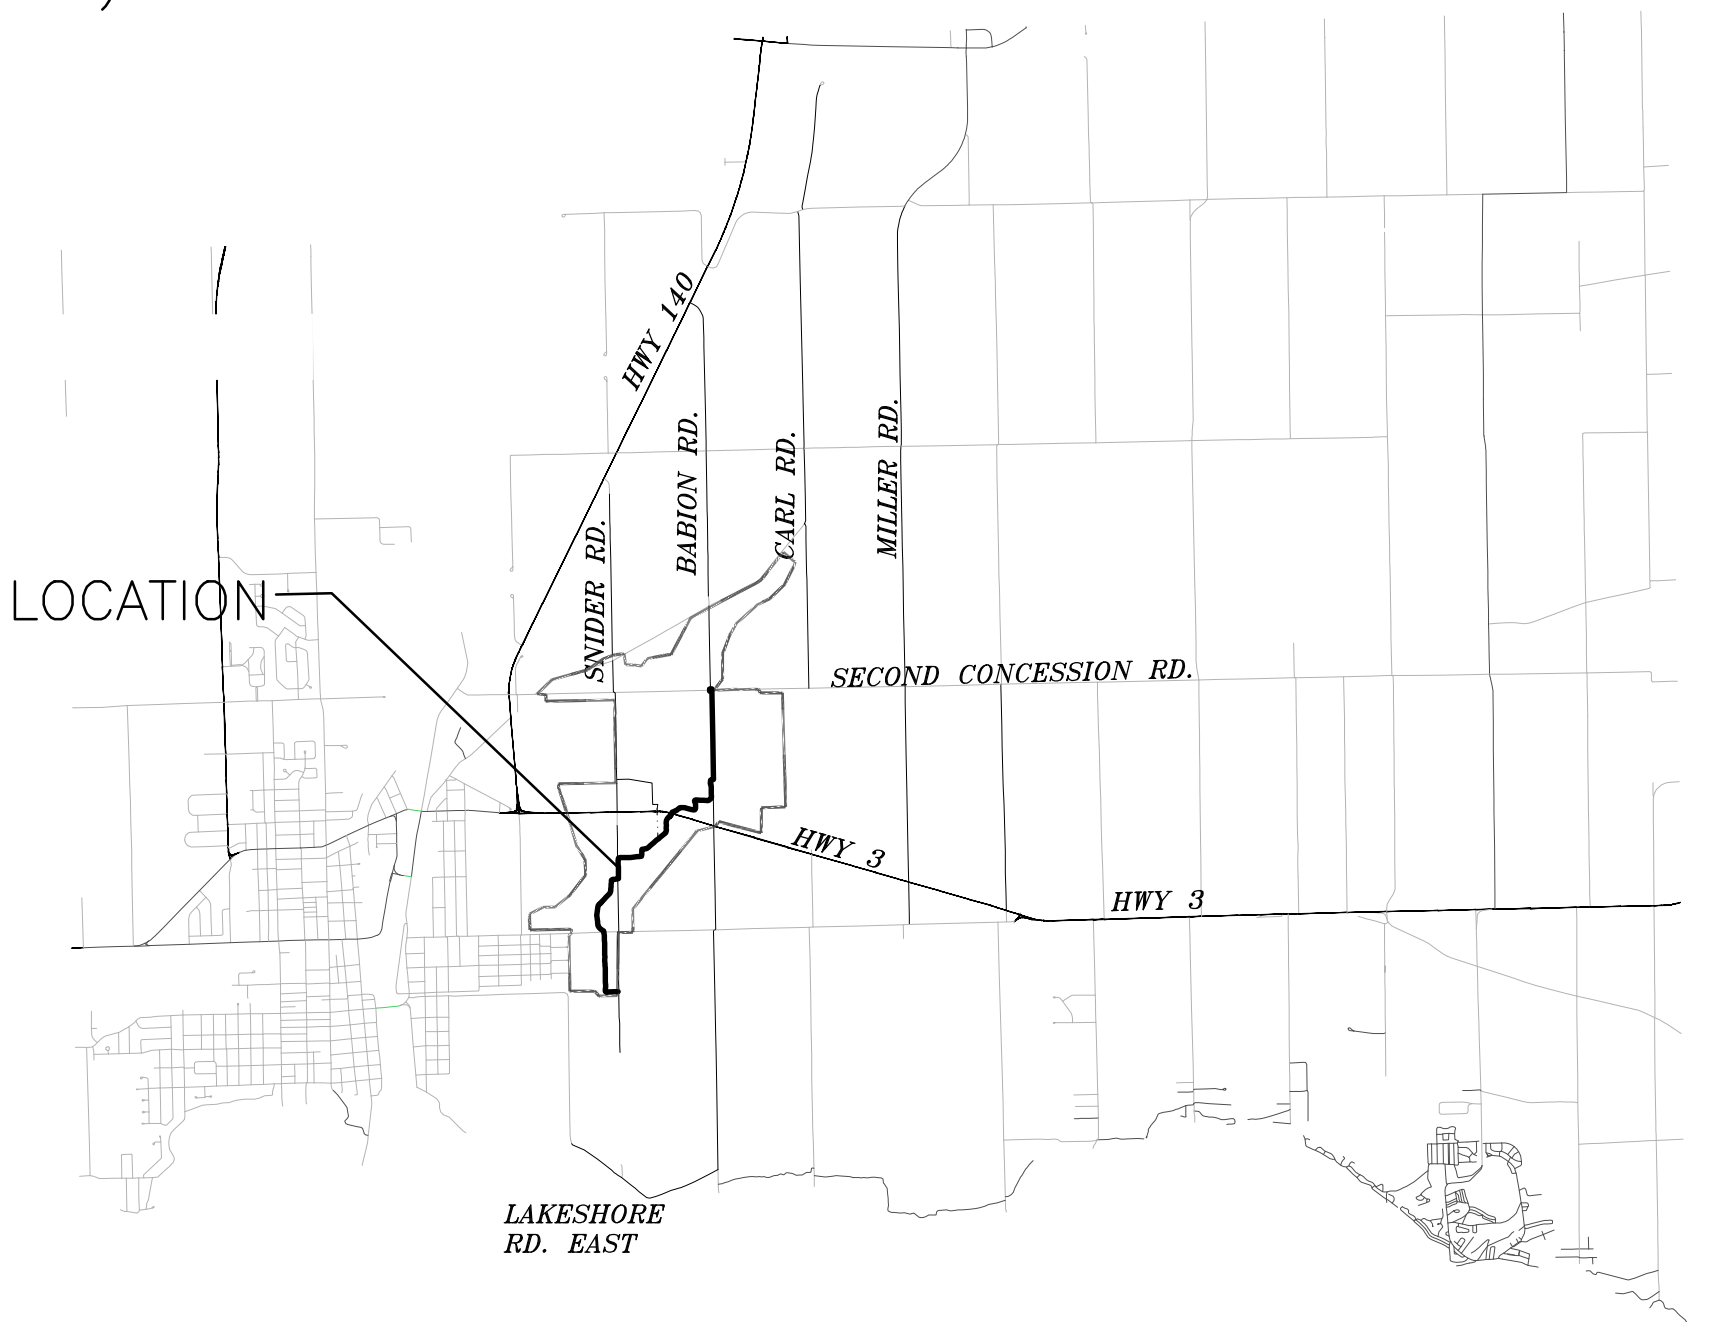 HWY 140
BABION RD.
CARL RD.
MILLER RD.
SNIDER RD.
LOCATION
SECOND CONCESSION RD.
HWY 3
HWY 3
LAKESHORE
RD. EAST